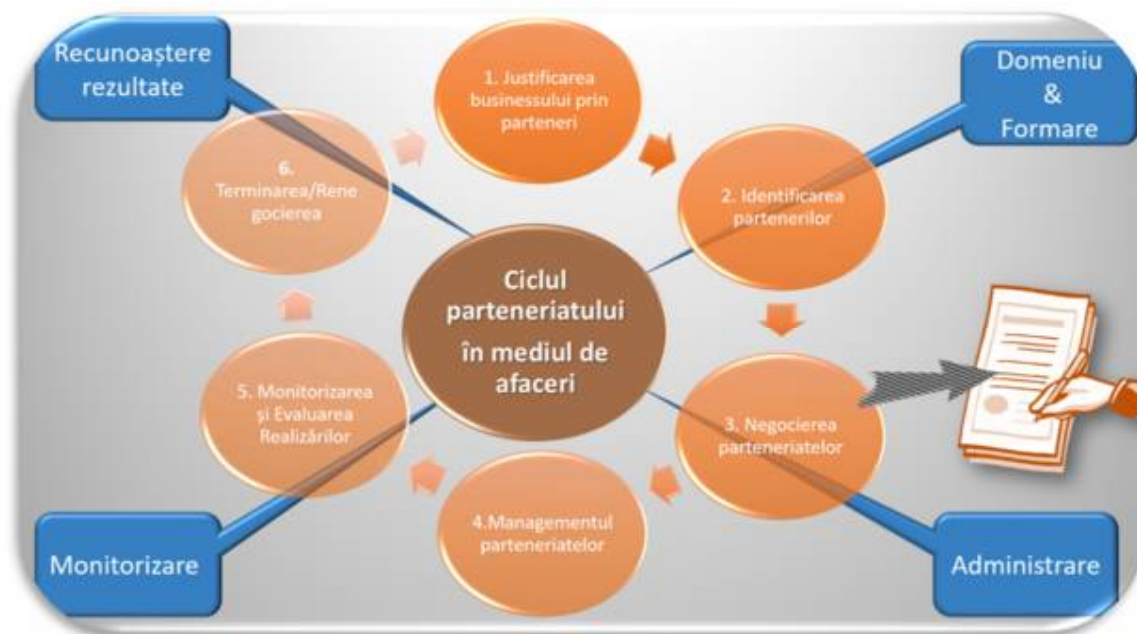 Recunoaștere
rezultate
Domeniu
&
Formare
1. Justificarea
businessului prin
parteneri
2. Identificarea
partenerilor
3. Negocierea
parteneriatelor
4.Managementul
parteneriatelor
5. Monitorizarea
și Evaluarea
Realizărilor
6.
Terminarea/Rene
gocierea
Ciclul
parteneriatului
în mediul de
afaceri
Monitorizare
Administrare